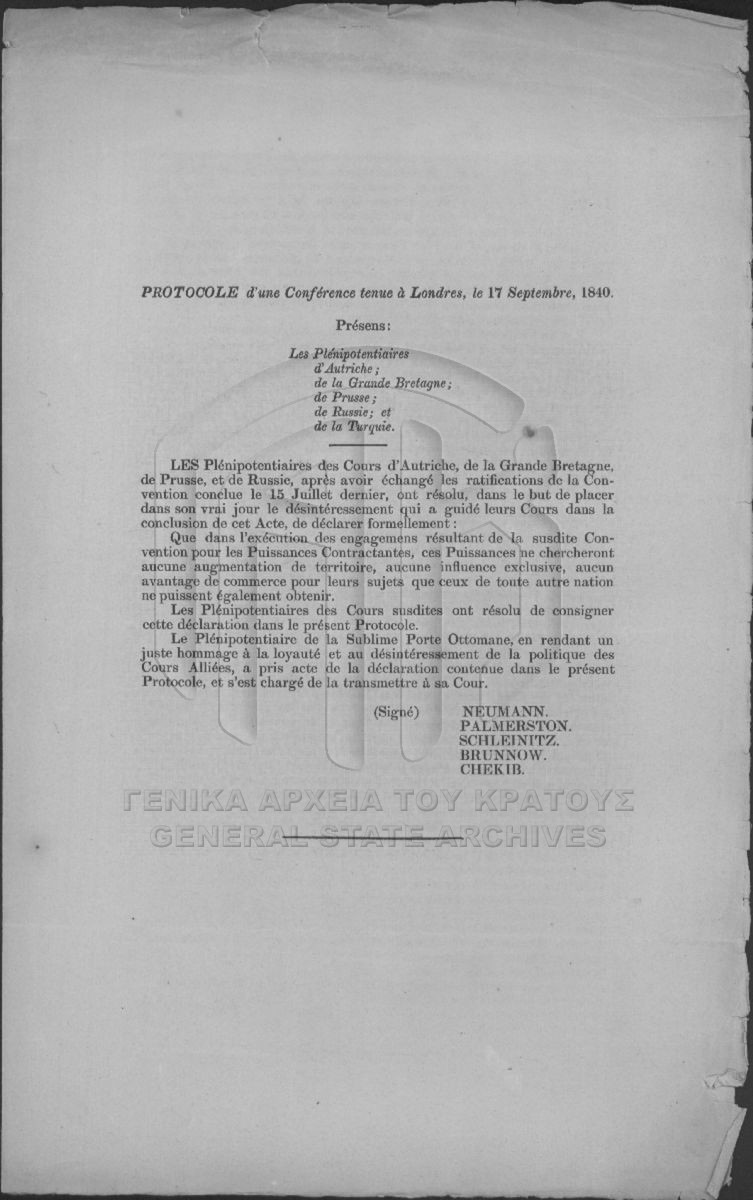 PROTOCOLE d'une Conférence tenue à Londres, le 17 Septembre, 1840.
Présens:
Les Plénipotentiaires
d'Autriche;
de la Grande Bretagne;
de Prusse;
de Russie; et
de la Turquie.
LES Plénipotentiaires des Cours d'Autriche, de la Grande Bretagne,
de Prusse, et de Russie, après avoir échangé les ratifications de la Con-
vention conclue le 15 Juillet dernier, ont résolu, dans le but de placer
dans son vrai jour le désintéressement qui a guidé leurs Cours dans la
conclusion de cet Acte, de déclarer formellement:
Que dans l'exécution des engagemens résultant de la susdite Con-
vention pour les Puissances Contractantes, ces Puissances ne chercheront
aucune augmentation de territoire, aucune influence exclusive, aucun
avantage de commerce pour leurs sujets que ceux de toute autre nation
ne puissent également obtenir.
Les Plénipotentiaires des Cours susdites ont résolu de consigner
cette déclaration dans le présent Protocole.
Le Plénipotentiaire de la Sublime Porte Ottomane, en rendant un
juste hommage à la loyauté et au désintéressement de la politique des
Cours Alliées, a pris acte de la déclaration contenue dans le présent
Protocole, et s'est chargé de la transmettre à sa Cour.
(Signé) NEUMANN.
PALMERSTON.
SCHLEINITZ.
BRUNNOW.
CHEKIB.
ΓΕΝΙΚΑ ΑΡΧΕΙΑ ΤΟΥ ΚΡΑΤΟΥΣ
GENERAL STATE ARCHIVES